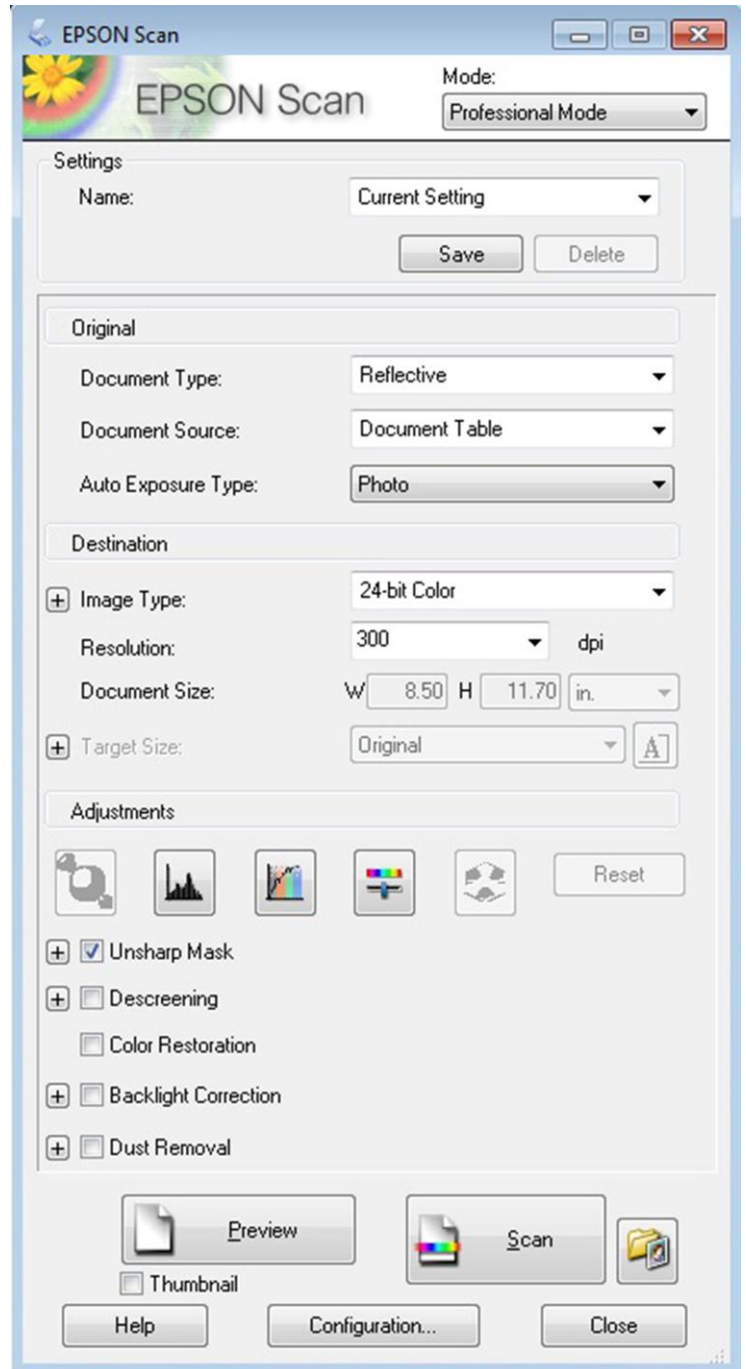 EPSON Scan
EPSON Scan
Mode:
Professional Mode
Settings
Name: Current Setting
Save Delete
Original
Document Type: Reflective
Document Source: Document Table
Auto Exposure Type: Photo
Destination
Image Type: 24-bit Color
Resolution: 300 dpi
Document Size: W 8.50 H 11.70 in.
Target Size: Original A
Adjustments
Reset
Unsharp Mask
Descreening
Color Restoration
Backlight Correction
Dust Removal
Preview Scan
Thumbnail
Help Configuration... Close